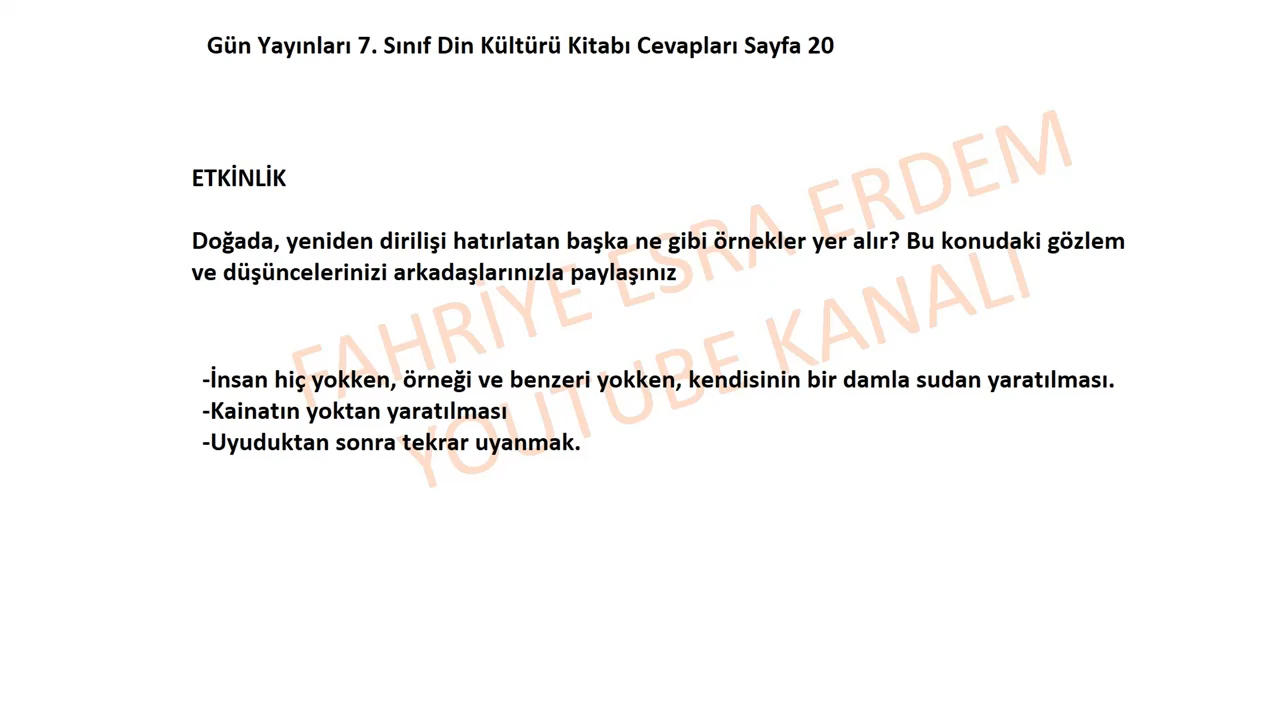 Gün Yayınları 7. Sınıf Din Kültürü Kitabı Cevapları Sayfa 20
ETKİNLİK
Doğada, yeniden dirilişi hatırlatan başka ne gibi örnekler yer alır? Bu konudaki gözlem
ve düşüncelerinizi arkadaşlarınızla paylaşınız
FAHRİYE ESRA ERDEM
YOUTUBE KANALI
-İnsan hiç yokken, örneği ve benzeri yokken, kendisinin bir damla sudan yaratılması.
-Kainatın yoktan yaratılması
-Uyuduktan sonra tekrar uyanmak.